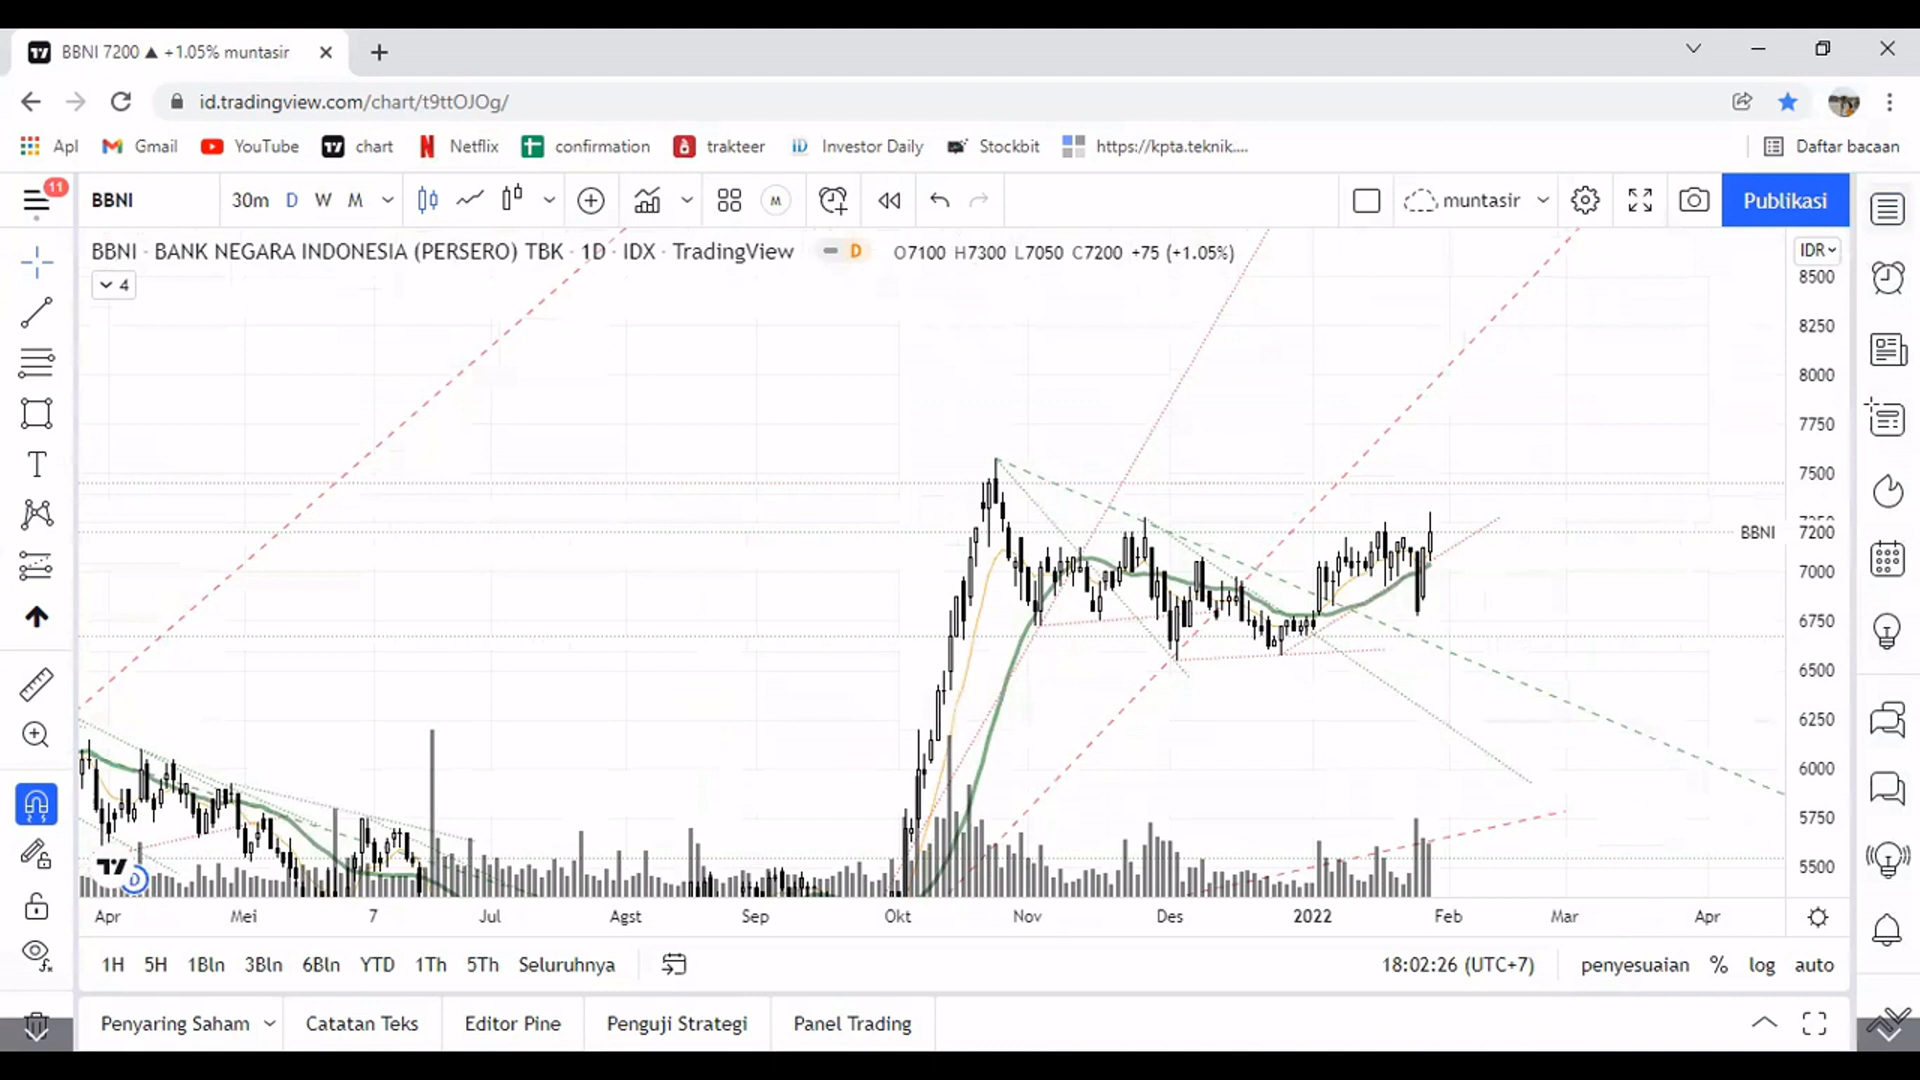 BBNI 7200 ▲ +1.05% muntasir
id.tradingview.com/chart/t9ttOJOg/
Apl Gmail YouTube chart Netflix confirmation trakteer iD Investor Daily Stockbit https://kpta.teknik.... Daftar bacaan
11
BBNI 30m D W M M muntasir Publikasi
BBNI · BANK NEGARA INDONESIA (PERSERO) TBK · 1D · IDX · TradingView D O7100 H7300 L7050 C7200 +75 (+1.05%) IDR
4
8500
8250
8000
7750
7500
BBNI 7200
7000
6750
6500
6250
6000
5750
5500
D
Apr Mei 7 Jul Agst Sep Okt Nov Des 2022 Feb Mar Apr
1H 5H 1Bln 3Bln 6Bln YTD 1Th 5Th Seluruhnya 18:02:26 (UTC+7) penyesuaian % log auto
Penyaring Saham Catatan Teks Editor Pine Penguji Strategi Panel Trading